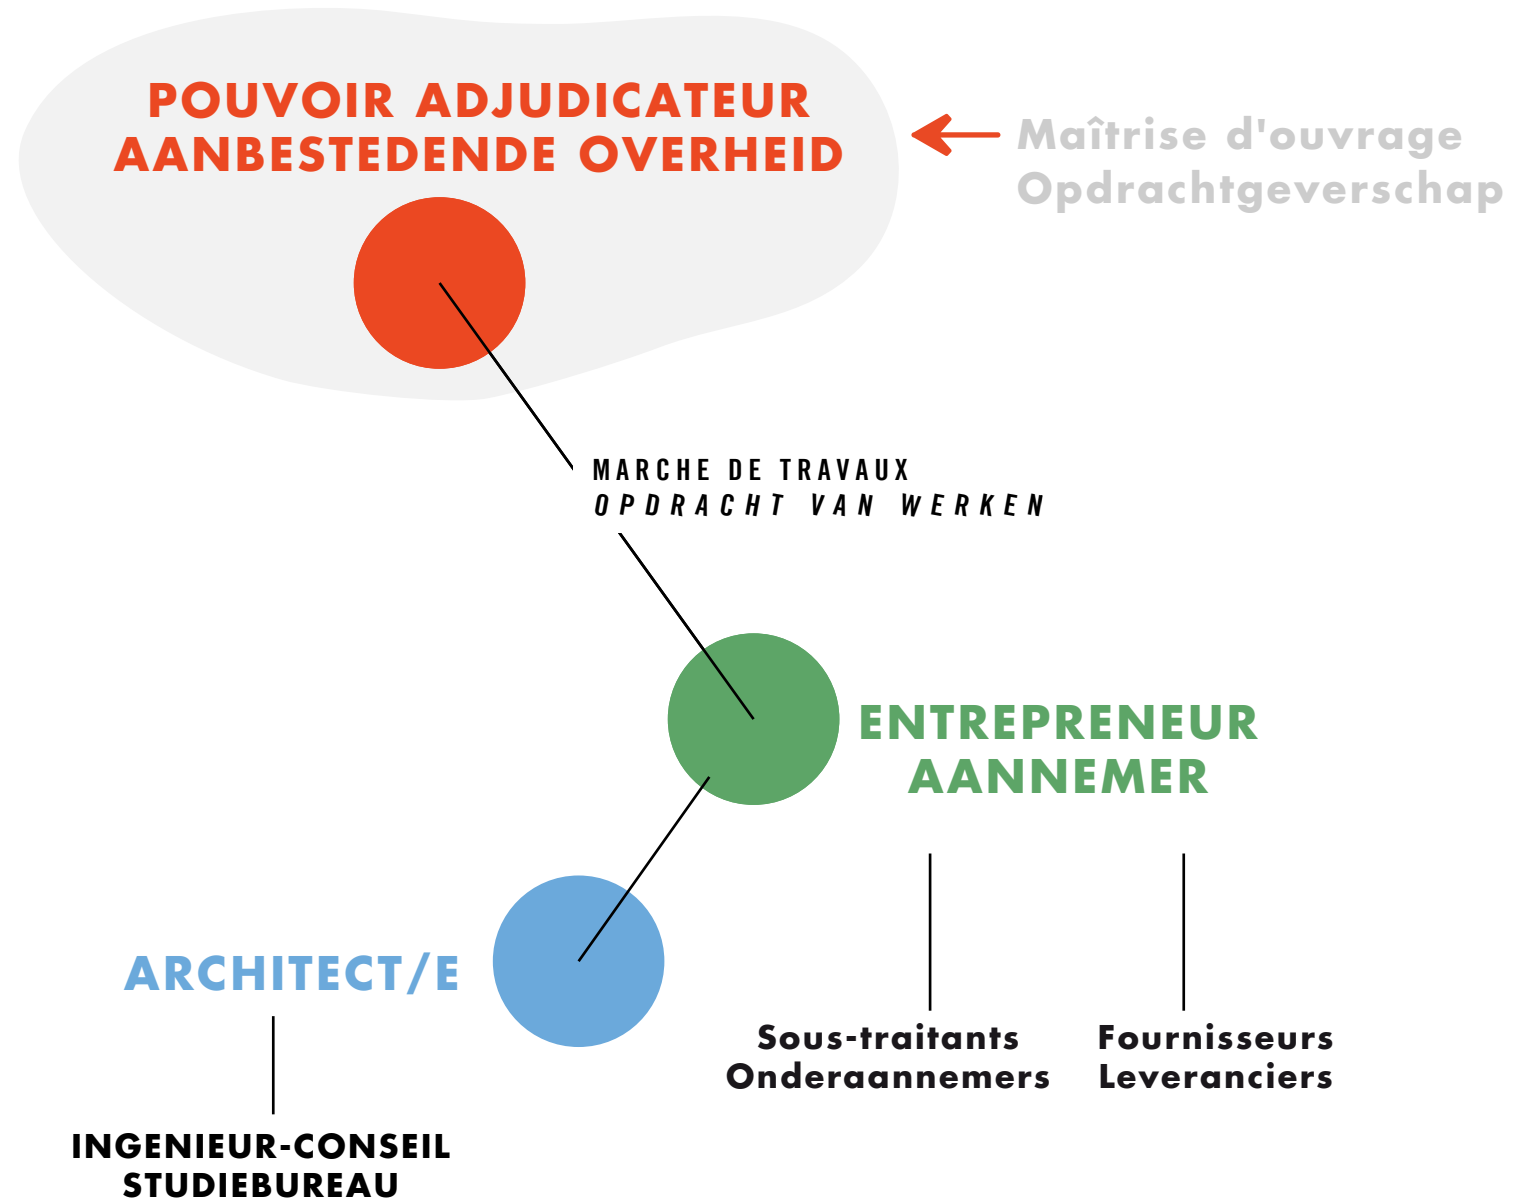 POUVOIR ADJUDICATEUR
AANBESTEDENDE OVERHEID
Maîtrise d'ouvrage
Opdrachtgeverschap
MARCHE DE TRAVAUX
OPDRACHT VAN WERKEN
ENTREPRENEUR
AANNEMER
ARCHITECT/E
Sous-traitants
Onderaannemers
Fournisseurs
Leveranciers
INGENIEUR-CONSEIL
STUDIEBUREAU